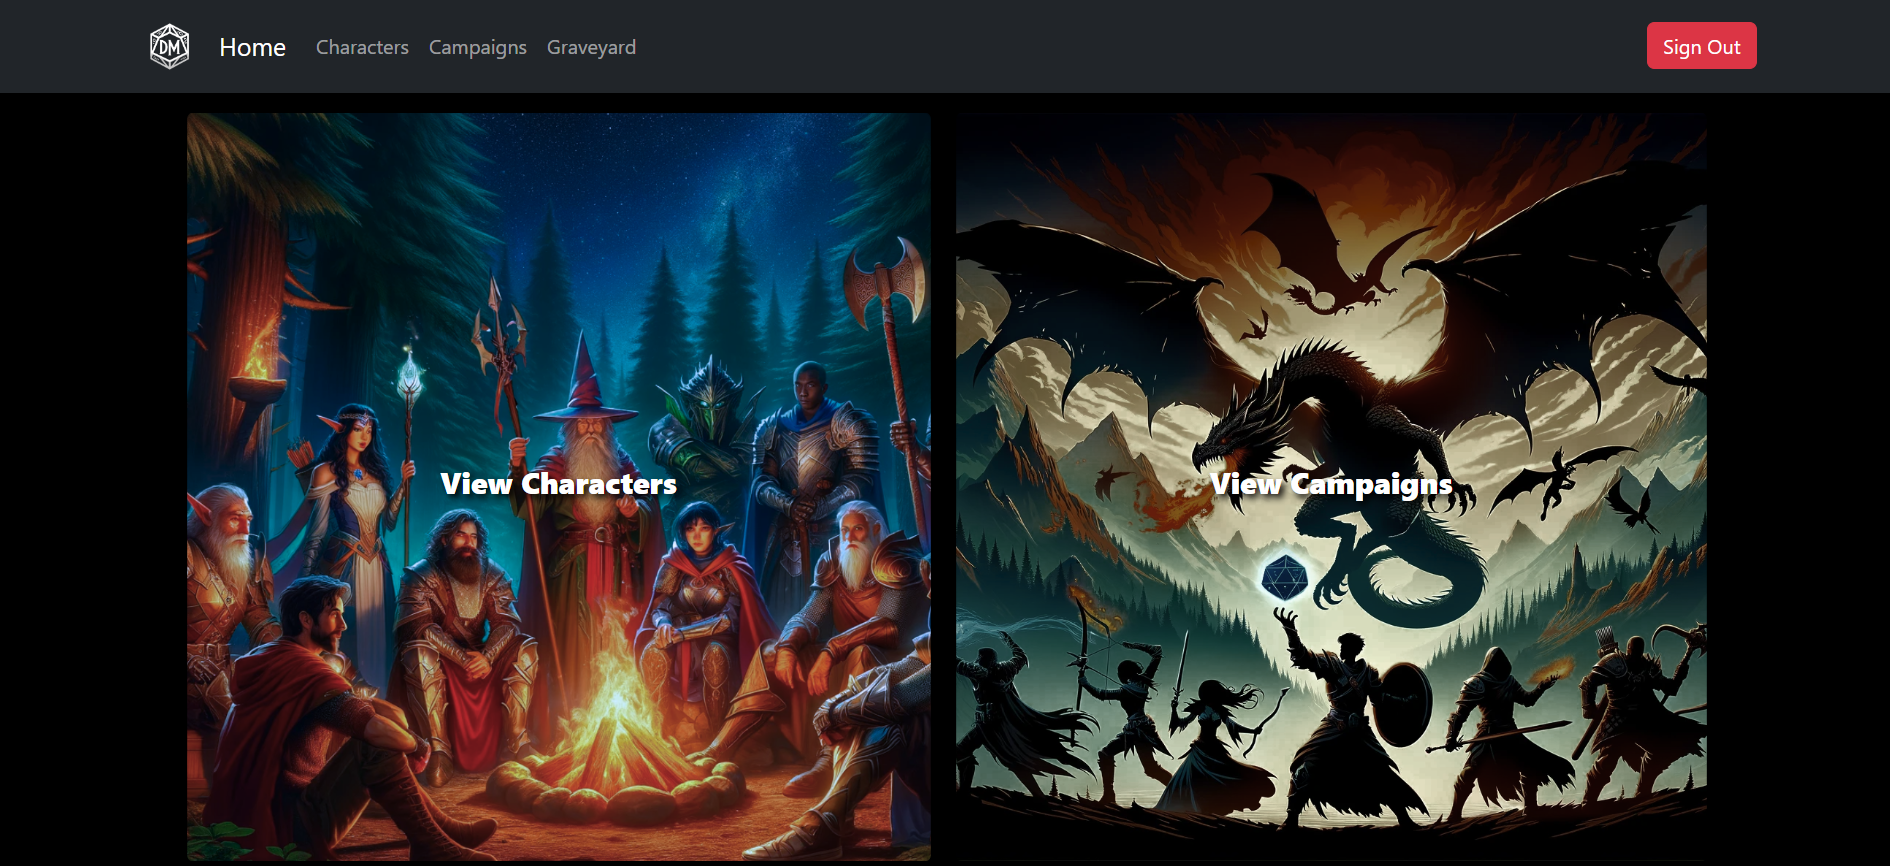 DM
Home
Characters
Campaigns
Graveyard
Sign Out
View Characters
View Campaigns